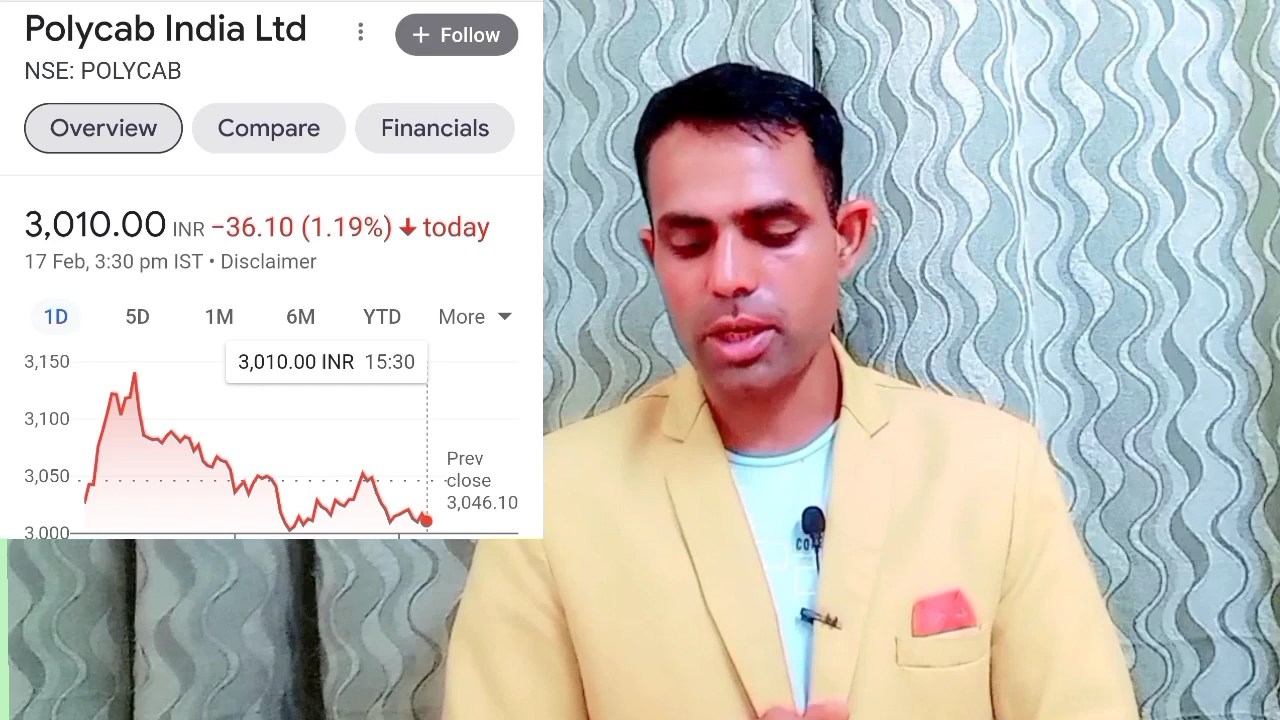 Polycab India Ltd
+ Follow
NSE: POLYCAB
Overview Compare Financials
3,010.00 INR −36.10 (1.19%) today
17 Feb, 3:30 pm IST • Disclaimer
1D 5D 1M 6M YTD More
3,010.00 INR 15:30
3,150
3,100
3,050
3,000
Prev
close
3,046.10